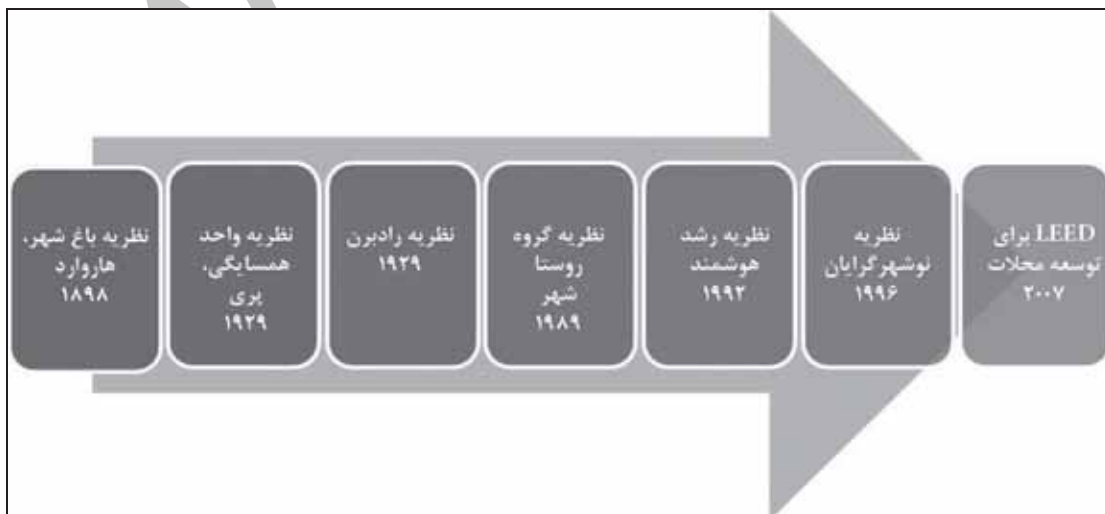 نظریه باغ شهر،
هاروارد
۱۸۹۸
نظریه واحد
همسایگی،
پری
۱۹۲۹
نظریه رادبرن
۱۹۲۹
نظریه گروه
روستا
شهر
۱۹۸۹
نظریه رشد
هوشمند
۱۹۹۲
نظریه
نوشهرگرایان
۱۹۹۶
LEED برای
توسعه محلات
۲۰۰۷